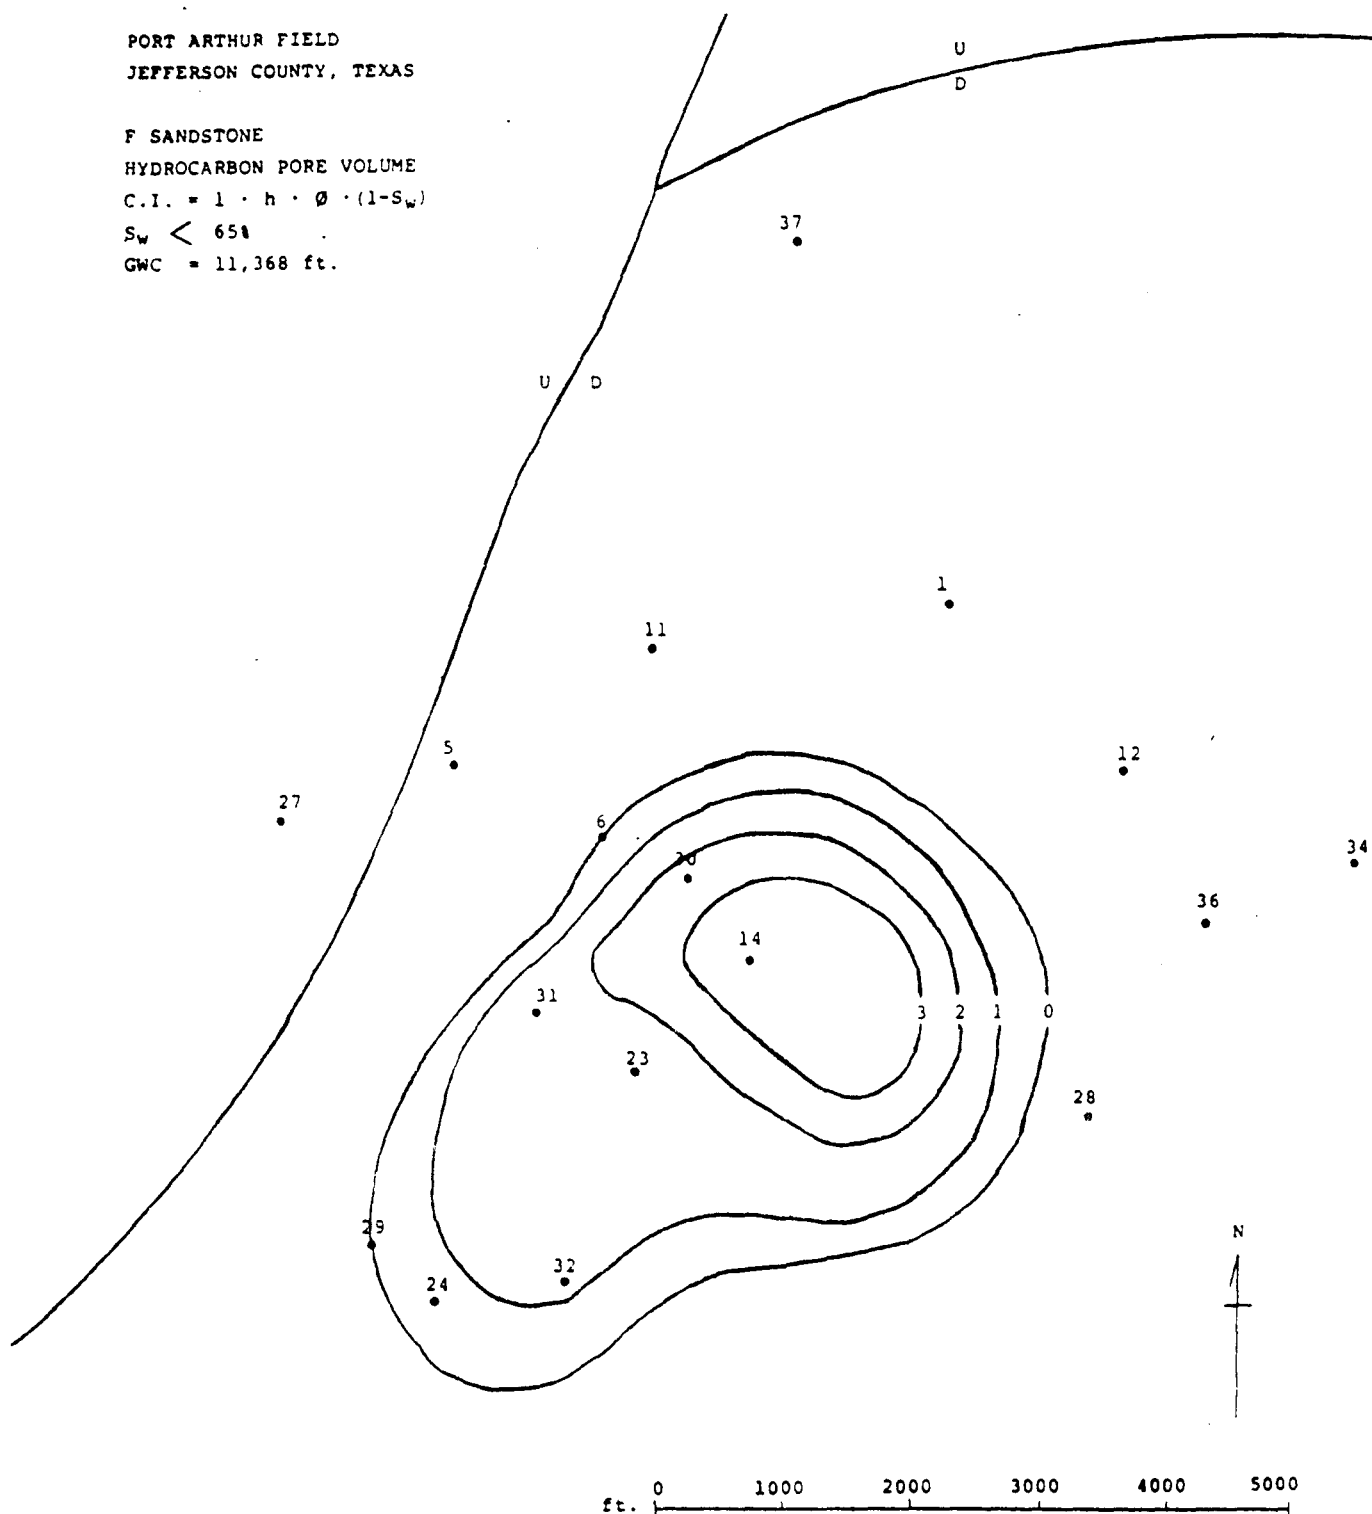 PORT ARTHUR FIELD
JEFFERSON COUNTY, TEXAS
F SANDSTONE
HYDROCARBON PORE VOLUME
C.I. = 1 · h · Ø · (1-Sw)
Sw < 65%
GWC = 11,368 ft.
U
D
37
U D
1
11
5
12
27
6
34
30
36
14
31
3 2 1 0
23
28
29
N
32
24
0 1000 2000 3000 4000 5000
ft.